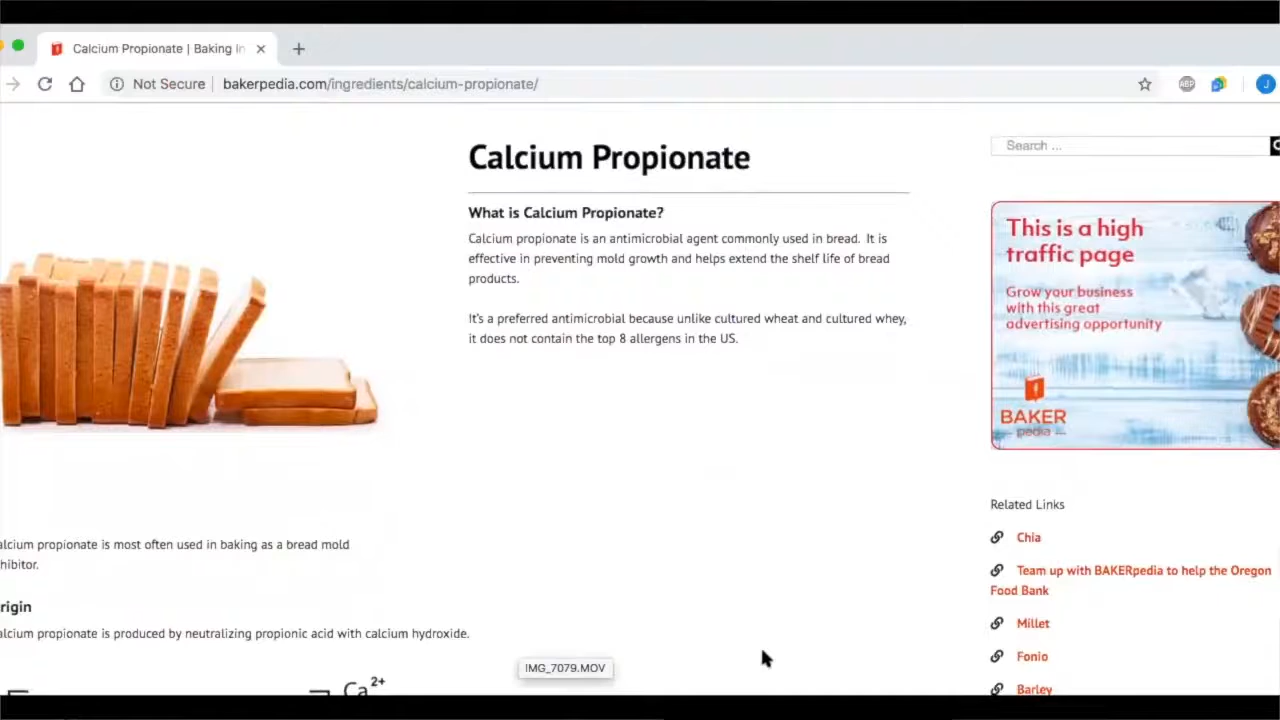 Calcium Propionate | Baking In
Not Secure
bakerpedia.com/ingredients/calcium-propionate/
ABP
J
Calcium Propionate
What is Calcium Propionate?
Calcium propionate is an antimicrobial agent commonly used in bread. It is
effective in preventing mold growth and helps extend the shelf life of bread
products.
It's a preferred antimicrobial because unlike cultured wheat and cultured whey,
it does not contain the top 8 allergens in the US.
Search ...
This is a high
traffic page
Grow your business
with this great
advertising opportunity
BAKER
pedia
alcium propionate is most often used in baking as a bread mold
hibitor.
rigin
alcium propionate is produced by neutralizing propionic acid with calcium hydroxide.
Ca2+
IMG_7079.MOV
Related Links
Chia
Team up with BAKERpedia to help the Oregon
Food Bank
Millet
Fonio
Barley